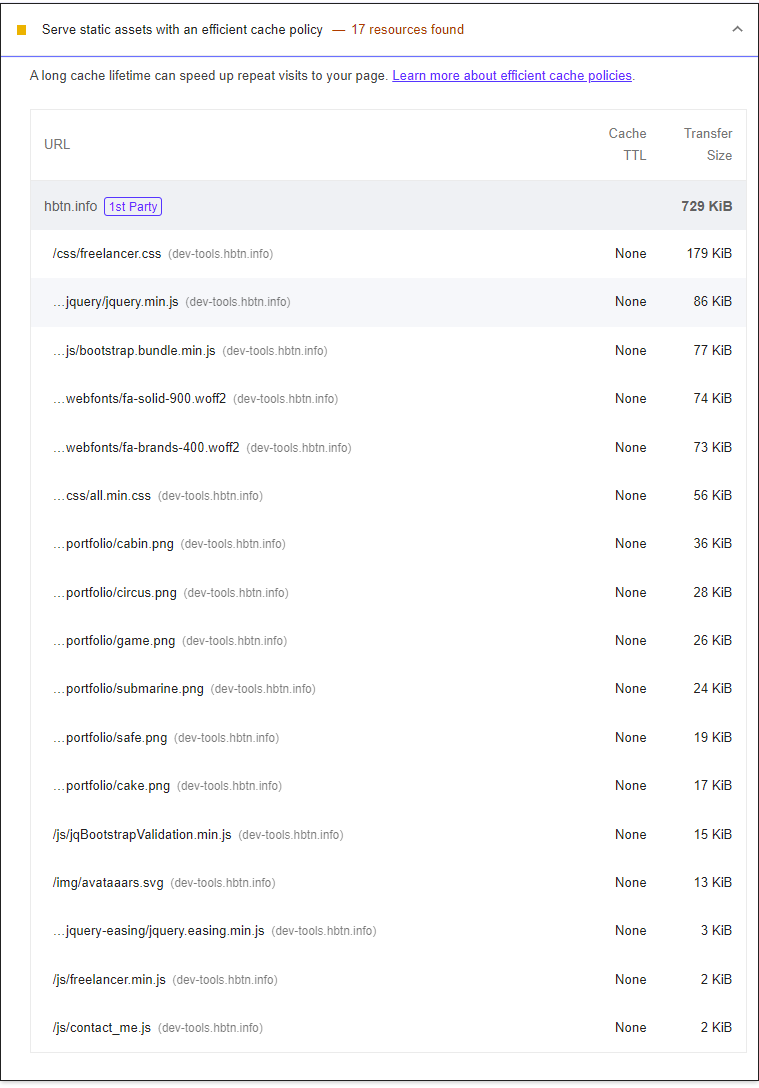 Serve static assets with an efficient cache policy — 17 resources found
A long cache lifetime can speed up repeat visits to your page. Learn more about efficient cache policies.
URL Cache TTL Transfer Size
hbtn.info 1st Party 729 KiB
/css/freelancer.css (dev-tools.hbtn.info) None 179 KiB
…jquery/jquery.min.js (dev-tools.hbtn.info) None 86 KiB
…js/bootstrap.bundle.min.js (dev-tools.hbtn.info) None 77 KiB
…webfonts/fa-solid-900.woff2 (dev-tools.hbtn.info) None 74 KiB
…webfonts/fa-brands-400.woff2 (dev-tools.hbtn.info) None 73 KiB
…css/all.min.css (dev-tools.hbtn.info) None 56 KiB
…portfolio/cabin.png (dev-tools.hbtn.info) None 36 KiB
…portfolio/circus.png (dev-tools.hbtn.info) None 28 KiB
…portfolio/game.png (dev-tools.hbtn.info) None 26 KiB
…portfolio/submarine.png (dev-tools.hbtn.info) None 24 KiB
…portfolio/safe.png (dev-tools.hbtn.info) None 19 KiB
…portfolio/cake.png (dev-tools.hbtn.info) None 17 KiB
/js/jqBootstrapValidation.min.js (dev-tools.hbtn.info) None 15 KiB
/img/avataaars.svg (dev-tools.hbtn.info) None 13 KiB
…jquery-easing/jquery.easing.min.js (dev-tools.hbtn.info) None 3 KiB
/js/freelancer.min.js (dev-tools.hbtn.info) None 2 KiB
/js/contact_me.js (dev-tools.hbtn.info) None 2 KiB